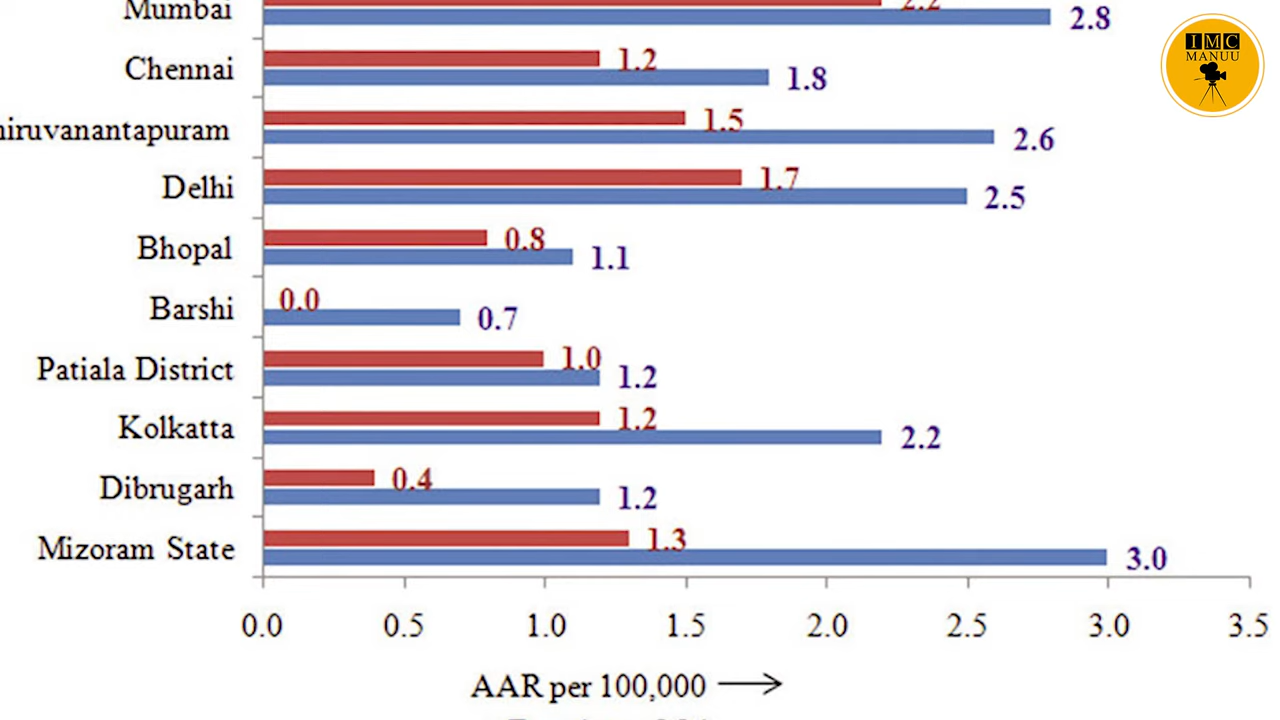 Mumbai
2.2
2.8
IMC
MANUU
Chennai
1.2
1.8
hiruvanantapuram
1.5
2.6
Delhi
1.7
2.5
Bhopal
0.8
1.1
Barshi
0.0
0.7
Patiala District
1.0
1.2
Kolkatta
1.2
2.2
Dibrugarh
0.4
1.2
Mizoram State
1.3
3.0
0.0 0.5 1.0 1.5 2.0 2.5 3.0 3.5
AAR per 100,000